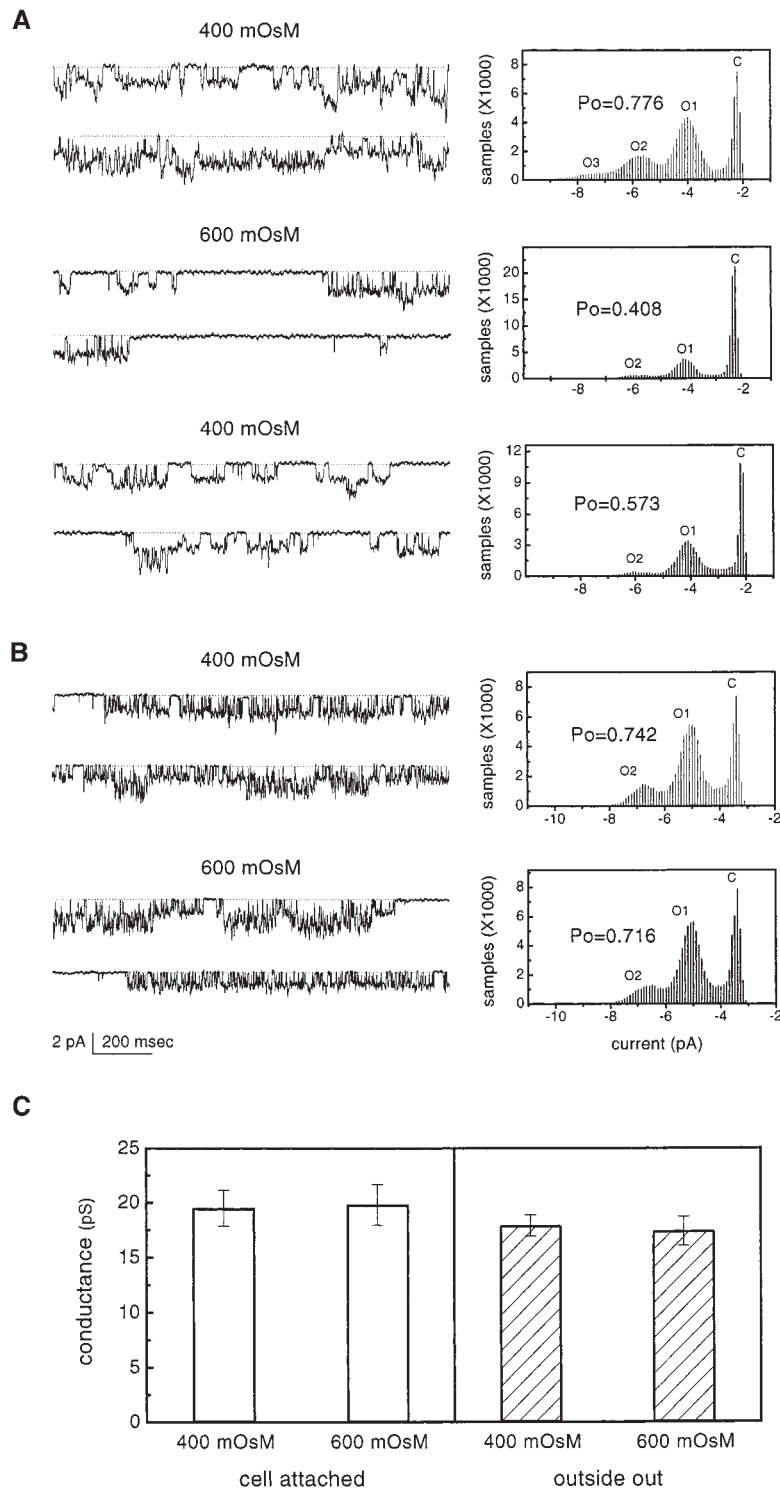 A
400 mOsM
samples (X1000)
8
6
4
2
0
Po=0.776
O3
O2
O1
C
-8
-6
-4
-2
600 mOsM
samples (X1000)
20
15
10
5
0
Po=0.408
O2
O1
C
-8
-6
-4
-2
400 mOsM
samples (X1000)
12
9
6
3
0
Po=0.573
O2
O1
C
-8
-6
-4
-2
B
400 mOsM
samples (X1000)
8
6
4
2
0
Po=0.742
O2
O1
C
-10
-8
-6
-4
-2
600 mOsM
samples (X1000)
8
6
4
2
0
Po=0.716
O2
O1
C
-10
-8
-6
-4
-2
current (pA)
2 pA
200 msec
C
conductance (pS)
25
20
15
10
5
0
400 mOsM
600 mOsM
400 mOsM
600 mOsM
cell attached
outside out